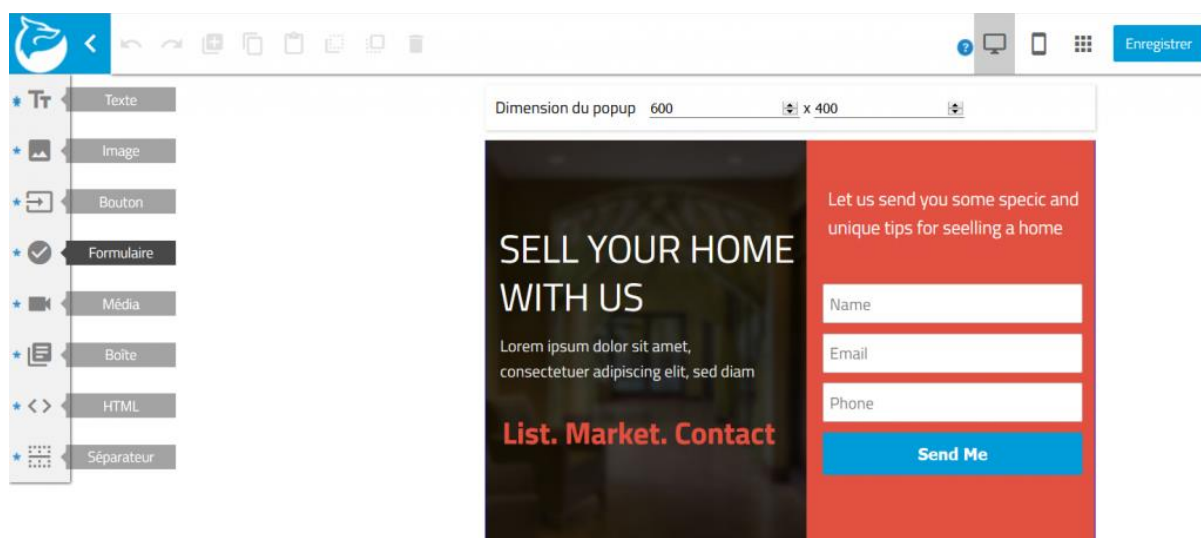 ? Enregistrer
Texte
Image
Bouton
Formulaire
Média
Boîte
HTML
Séparateur
Dimension du popup 600 x 400
SELL YOUR HOME
WITH US
Lorem ipsum dolor sit amet,
consectetuer adipiscing elit, sed diam
List. Market. Contact
Let us send you some specic and
unique tips for seelling a home
Name
Email
Phone
Send Me